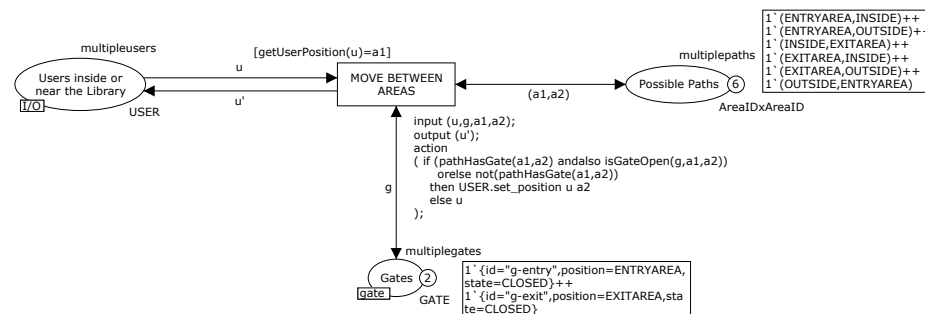 multipleusers
Users inside or
near the Library
I/O
USER
u
u'
[getUserPosition(u)=a1]
MOVE BETWEEN
AREAS
(a1,a2)
multiplepaths
Possible Paths
6
AreaIDxAreaID
1`(ENTRYAREA,INSIDE)++
1`(ENTRYAREA,OUTSIDE)++
1`(INSIDE,EXITAREA)++
1`(EXITAREA,INSIDE)++
1`(EXITAREA,OUTSIDE)++
1`(OUTSIDE,ENTRYAREA)
input (u,g,a1,a2);
output (u');
action
( if (pathHasGate(a1,a2) andalso isGateOpen(g,a1,a2))
orelse not(pathHasGate(a1,a2))
then USER.set_position u a2
else u
);
g
multiplegates
Gates
2
gate
GATE
1`{id="g-entry",position=ENTRYAREA,
state=CLOSED}++
1`{id="g-exit",position=EXITAREA,sta
te=CLOSED}